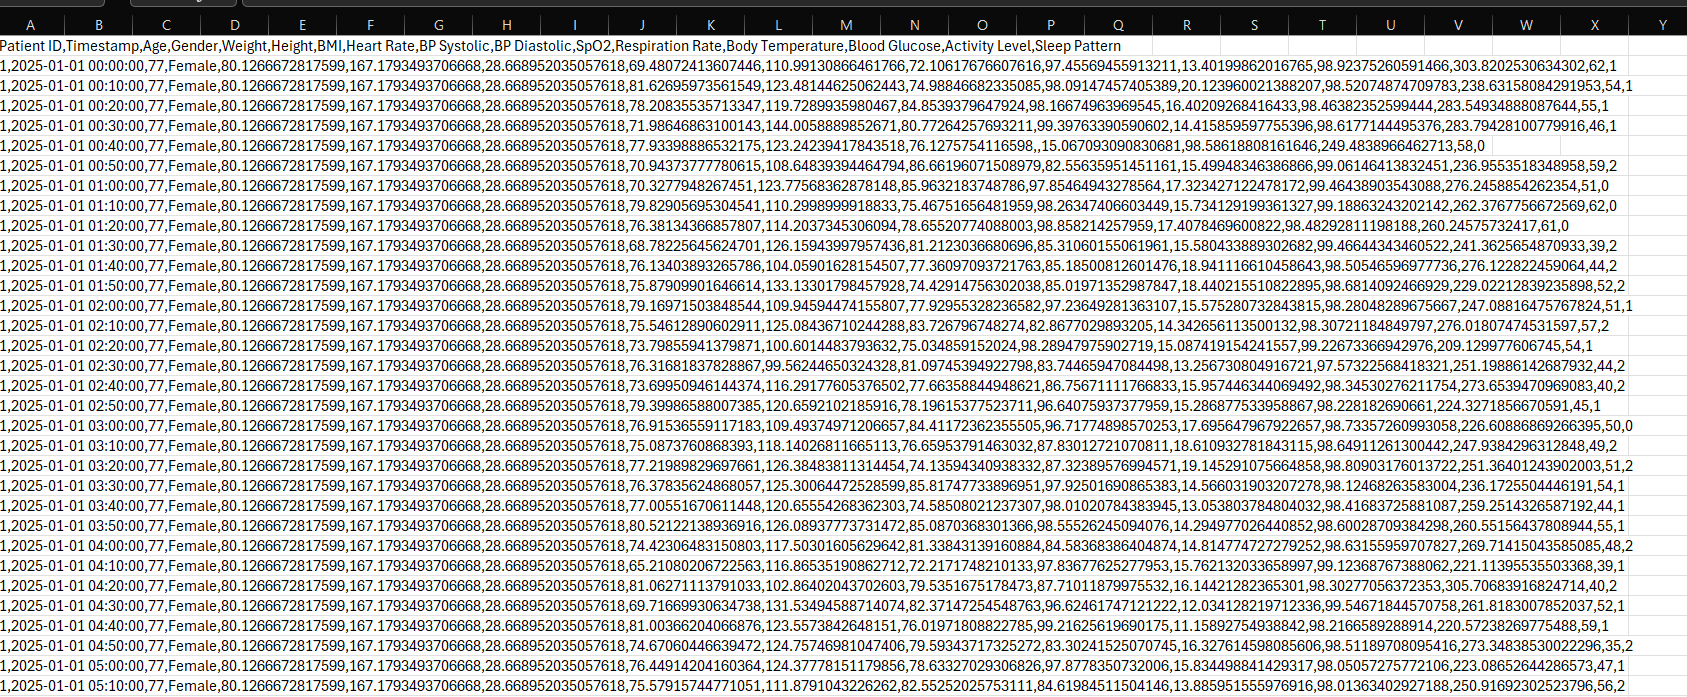 A B C D E F G H I J K L M N O P Q R S T U V W X Y
Patient ID,Timestamp,Age,Gender,Weight,Height,BMI,Heart Rate,BP Systolic,BP Diastolic,SpO2,Respiration Rate,Body Temperature,Blood Glucose,Activity Level,Sleep Pattern
1,2025-01-01 00:00:00,77,Female,80.1266672817599,167.1793493706668,28.668952035057618,69.48072413607446,110.99130866461766,72.10617676607616,97.45569455913211,13.40199862016765,98.92375260591466,303.8202530634302,62,1
1,2025-01-01 00:10:00,77,Female,80.1266672817599,167.1793493706668,28.668952035057618,81.62695973561549,123.48144625062443,74.98846682335085,98.09147457405389,20.123960021388207,98.52074874709783,238.63158084291953,54,1
1,2025-01-01 00:20:00,77,Female,80.1266672817599,167.1793493706668,28.668952035057618,78.20835535713347,119.7289935980467,84.8539379647924,98.16674963969545,16.40209268416433,98.46382352599444,283.54934888087644,55,1
1,2025-01-01 00:30:00,77,Female,80.1266672817599,167.1793493706668,28.668952035057618,71.98646863100143,144.0058889852671,80.77264257693211,99.39763390590602,14.415859597755396,98.6177144495376,283.79428100779916,46,1
1,2025-01-01 00:40:00,77,Female,80.1266672817599,167.1793493706668,28.668952035057618,77.93398886532175,123.24239417843518,76.1275754116598,,15.067093090830681,98.58618808161646,249.4838966462713,58,0
1,2025-01-01 00:50:00,77,Female,80.1266672817599,167.1793493706668,28.668952035057618,70.94373777780615,108.64839394464794,86.66196071508979,82.55635951451161,15.49948346386866,99.06146413832451,236.9553518348958,59,2
1,2025-01-01 01:00:00,77,Female,80.1266672817599,167.1793493706668,28.668952035057618,70.3277948267451,123.77568362878148,85.9632183748786,97.85464943278564,17.323427122478172,99.46438903543088,276.2458854262354,51,0
1,2025-01-01 01:10:00,77,Female,80.1266672817599,167.1793493706668,28.668952035057618,79.82905695304541,110.2998999918833,75.46751656481959,98.26347406603449,15.734129199361327,99.18863243202142,262.3767756672569,62,0
1,2025-01-01 01:20:00,77,Female,80.1266672817599,167.1793493706668,28.668952035057618,76.38134366857807,114.2037345306094,78.65520774088003,98.858214257959,17.4078469600822,98.48292811198188,260.24575732417,61,0
1,2025-01-01 01:30:00,77,Female,80.1266672817599,167.1793493706668,28.668952035057618,68.78225645624701,126.15943997957436,81.2123036680696,85.31060155061961,15.580433889302682,99.46644343460522,241.3625654870933,39,2
1,2025-01-01 01:40:00,77,Female,80.1266672817599,167.1793493706668,28.668952035057618,76.13403893265786,104.05901628154507,77.36097093721763,85.18500812601476,18.941116610458643,98.50546596977736,276.122822459064,44,2
1,2025-01-01 01:50:00,77,Female,80.1266672817599,167.1793493706668,28.668952035057618,75.87909901646614,133.13301798457928,74.42914756302038,85.01971352987847,18.440215510822895,98.6814092466929,229.02212839235898,52,2
1,2025-01-01 02:00:00,77,Female,80.1266672817599,167.1793493706668,28.668952035057618,79.16971503848544,109.94594474155807,77.92955328236582,97.23649281363107,15.575280732843815,98.28048289675667,247.08816475767824,51,1
1,2025-01-01 02:10:00,77,Female,80.1266672817599,167.1793493706668,28.668952035057618,75.54612890602911,125.08436710244288,83.726796748274,82.8677029893205,14.342656113500132,98.30721184849797,276.01807474531597,57,2
1,2025-01-01 02:20:00,77,Female,80.1266672817599,167.1793493706668,28.668952035057618,73.79855941379871,100.6014483793632,75.034859152024,98.28947975902719,15.087419154241557,99.22673366942976,209.129977606745,54,1
1,2025-01-01 02:30:00,77,Female,80.1266672817599,167.1793493706668,28.668952035057618,76.31681837828867,99.56244650324328,81.09745394922798,83.74465947084498,13.256730804916721,97.57322568418321,251.19886142687932,44,2
1,2025-01-01 02:40:00,77,Female,80.1266672817599,167.1793493706668,28.668952035057618,73.69950946144374,116.29177605376502,77.66358844948621,86.75671111766833,15.957446344069492,98.34530276211754,273.6539470969083,40,2
1,2025-01-01 02:50:00,77,Female,80.1266672817599,167.1793493706668,28.668952035057618,79.39986588007385,120.6592102185916,78.19615377523711,96.64075937377959,15.286877533958867,98.228182690661,224.3271856670591,45,1
1,2025-01-01 03:00:00,77,Female,80.1266672817599,167.1793493706668,28.668952035057618,76.91536559117183,109.49374971206657,84.41172362355505,96.71774898570253,17.695647967922657,98.73357260993058,226.60886869266395,50,0
1,2025-01-01 03:10:00,77,Female,80.1266672817599,167.1793493706668,28.668952035057618,75.0873760868393,118.14026811665113,76.65953791463032,87.83012721070811,18.610932781843115,98.64911261300442,247.9384296312848,49,2
1,2025-01-01 03:20:00,77,Female,80.1266672817599,167.1793493706668,28.668952035057618,77.21989829697661,126.38483811314454,74.13594340938332,87.32389576994571,19.145291075664858,98.80903176013722,251.36401243902003,51,2
1,2025-01-01 03:30:00,77,Female,80.1266672817599,167.1793493706668,28.668952035057618,76.37835624868057,125.30064472528599,85.81747733896951,97.92501690865383,14.566031903207278,98.12468263583004,236.1725504446191,54,1
1,2025-01-01 03:40:00,77,Female,80.1266672817599,167.1793493706668,28.668952035057618,77.00551670611448,120.65554268362303,74.58508021237307,98.01020784383945,13.053803784804032,98.41683725881087,259.2514326587192,44,1
1,2025-01-01 03:50:00,77,Female,80.1266672817599,167.1793493706668,28.668952035057618,80.52122138936916,126.08937773731472,85.0870368301366,98.55526245094076,14.294977026440852,98.60028709384298,260.55156437808944,55,1
1,2025-01-01 04:00:00,77,Female,80.1266672817599,167.1793493706668,28.668952035057618,74.42306483150803,117.50301605629642,81.33843139160884,84.58368386404874,14.814774727279252,98.63155959707827,269.71415043585085,48,2
1,2025-01-01 04:10:00,77,Female,80.1266672817599,167.1793493706668,28.668952035057618,65.21080206722563,116.86535190862712,72.2171748210133,97.83677625277953,15.762132033658997,99.12368767388062,221.11395535503368,39,1
1,2025-01-01 04:20:00,77,Female,80.1266672817599,167.1793493706668,28.668952035057618,81.06271113791033,102.86402043702603,79.5351675178473,87.71011879975532,16.14421282365301,98.30277056372353,305.70683916824714,40,2
1,2025-01-01 04:30:00,77,Female,80.1266672817599,167.1793493706668,28.668952035057618,69.71669930634738,131.53494588714074,82.37147254548763,96.62461747121222,12.034128219712336,99.54671844570758,261.8183007852037,52,1
1,2025-01-01 04:40:00,77,Female,80.1266672817599,167.1793493706668,28.668952035057618,81.00366204066876,123.5573842648151,76.01971808822785,99.21625619690175,11.15892754938842,98.2166589288914,220.57238269775488,59,1
1,2025-01-01 04:50:00,77,Female,80.1266672817599,167.1793493706668,28.668952035057618,74.67060446639472,124.75746981047406,79.59343717325272,83.30241525070745,16.327614598085606,98.51189708095416,273.34838530022296,35,2
1,2025-01-01 05:00:00,77,Female,80.1266672817599,167.1793493706668,28.668952035057618,76.44914204160364,124.37778151179856,78.63327029306826,97.8778350732006,15.834498841429317,98.05057275772106,223.08652644286573,47,1
1,2025-01-01 05:10:00,77,Female,80.1266672817599,167.1793493706668,28.668952035057618,75.57915744771051,111.8791043226262,82.55252025753111,84.61984511504146,13.885951555976916,98.01363402927188,250.91692302523796,56,2